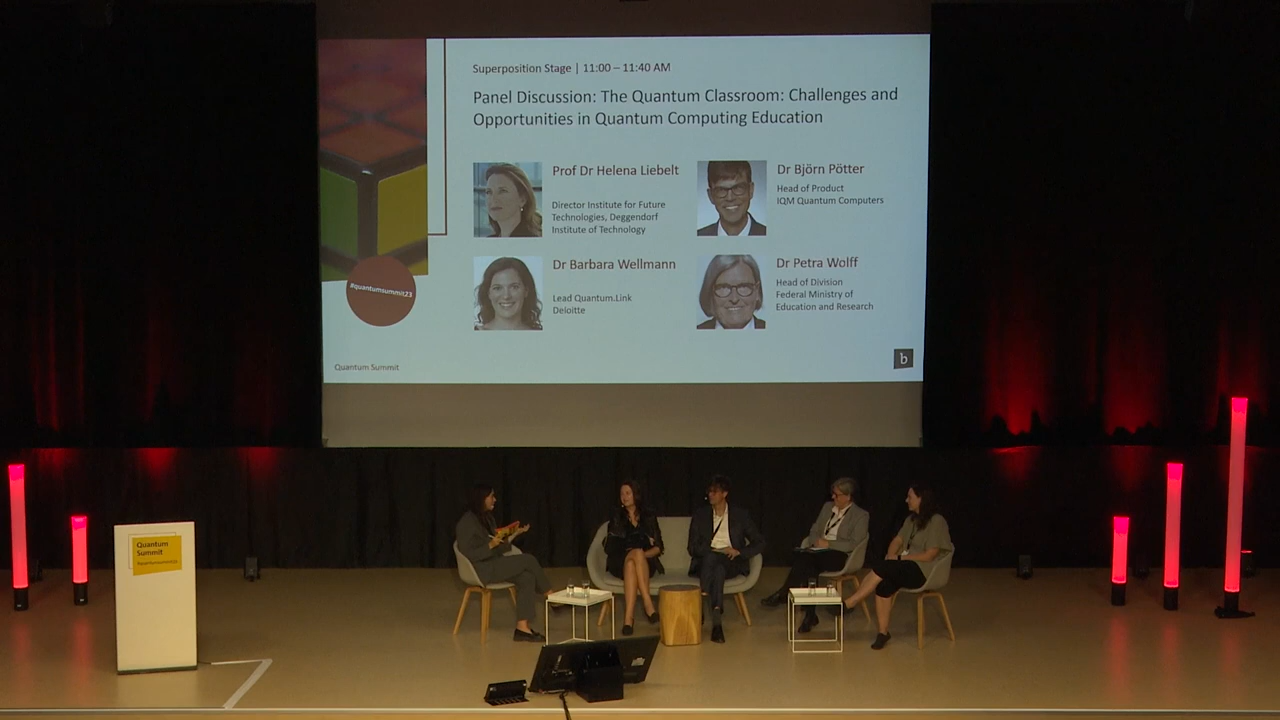 Superposition Stage | 11:00 – 11:40 AM
Panel Discussion: The Quantum Classroom: Challenges and
Opportunities in Quantum Computing Education
Prof Dr Helena Liebelt
Director Institute for Future
Technologies, Deggendorf
Institute of Technology
Dr Björn Pötter
Head of Product
IQM Quantum Computers
Dr Barbara Wellmann
Lead Quantum.Link
Deloitte
Dr Petra Wolff
Head of Division
Federal Ministry of
Education and Research
#quantumsummit23
Quantum Summit
b
Quantum
Summit
#quantumsummit23